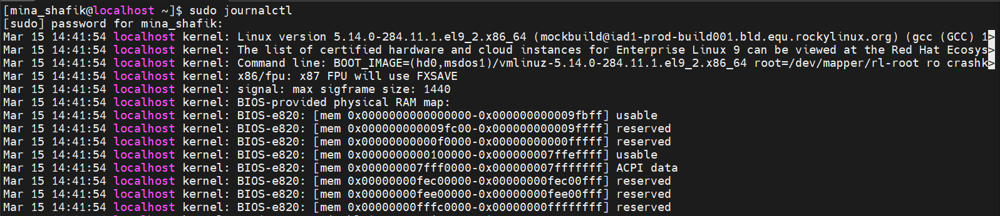 [mina_shafik@localhost ~]$ sudo journalctl
[sudo] password for mina_shafik:
Mar 15 14:41:54 localhost kernel: Linux version 5.14.0-284.11.1.el9_2.x86_64 (mockbuild@iad1-prod-build001.bld.equ.rockylinux.org) (gcc (GCC) 1>
Mar 15 14:41:54 localhost kernel: The list of certified hardware and cloud instances for Enterprise Linux 9 can be viewed at the Red Hat Ecosys>
Mar 15 14:41:54 localhost kernel: Command line: BOOT_IMAGE=(hd0,msdos1)/vmlinuz-5.14.0-284.11.1.el9_2.x86_64 root=/dev/mapper/rl-root ro crashk>
Mar 15 14:41:54 localhost kernel: x86/fpu: x87 FPU will use FXSAVE
Mar 15 14:41:54 localhost kernel: signal: max sigframe size: 1440
Mar 15 14:41:54 localhost kernel: BIOS-provided physical RAM map:
Mar 15 14:41:54 localhost kernel: BIOS-e820: [mem 0x0000000000000000-0x000000000009fbff] usable
Mar 15 14:41:54 localhost kernel: BIOS-e820: [mem 0x000000000009fc00-0x000000000009ffff] reserved
Mar 15 14:41:54 localhost kernel: BIOS-e820: [mem 0x00000000000f0000-0x00000000000fffff] reserved
Mar 15 14:41:54 localhost kernel: BIOS-e820: [mem 0x0000000000100000-0x000000007ffeffff] usable
Mar 15 14:41:54 localhost kernel: BIOS-e820: [mem 0x000000007fff0000-0x000000007fffffff] ACPI data
Mar 15 14:41:54 localhost kernel: BIOS-e820: [mem 0x00000000fec00000-0x00000000fec00fff] reserved
Mar 15 14:41:54 localhost kernel: BIOS-e820: [mem 0x00000000fee00000-0x00000000fee00fff] reserved
Mar 15 14:41:54 localhost kernel: BIOS-e820: [mem 0x00000000fffc0000-0x00000000ffffffff] reserved